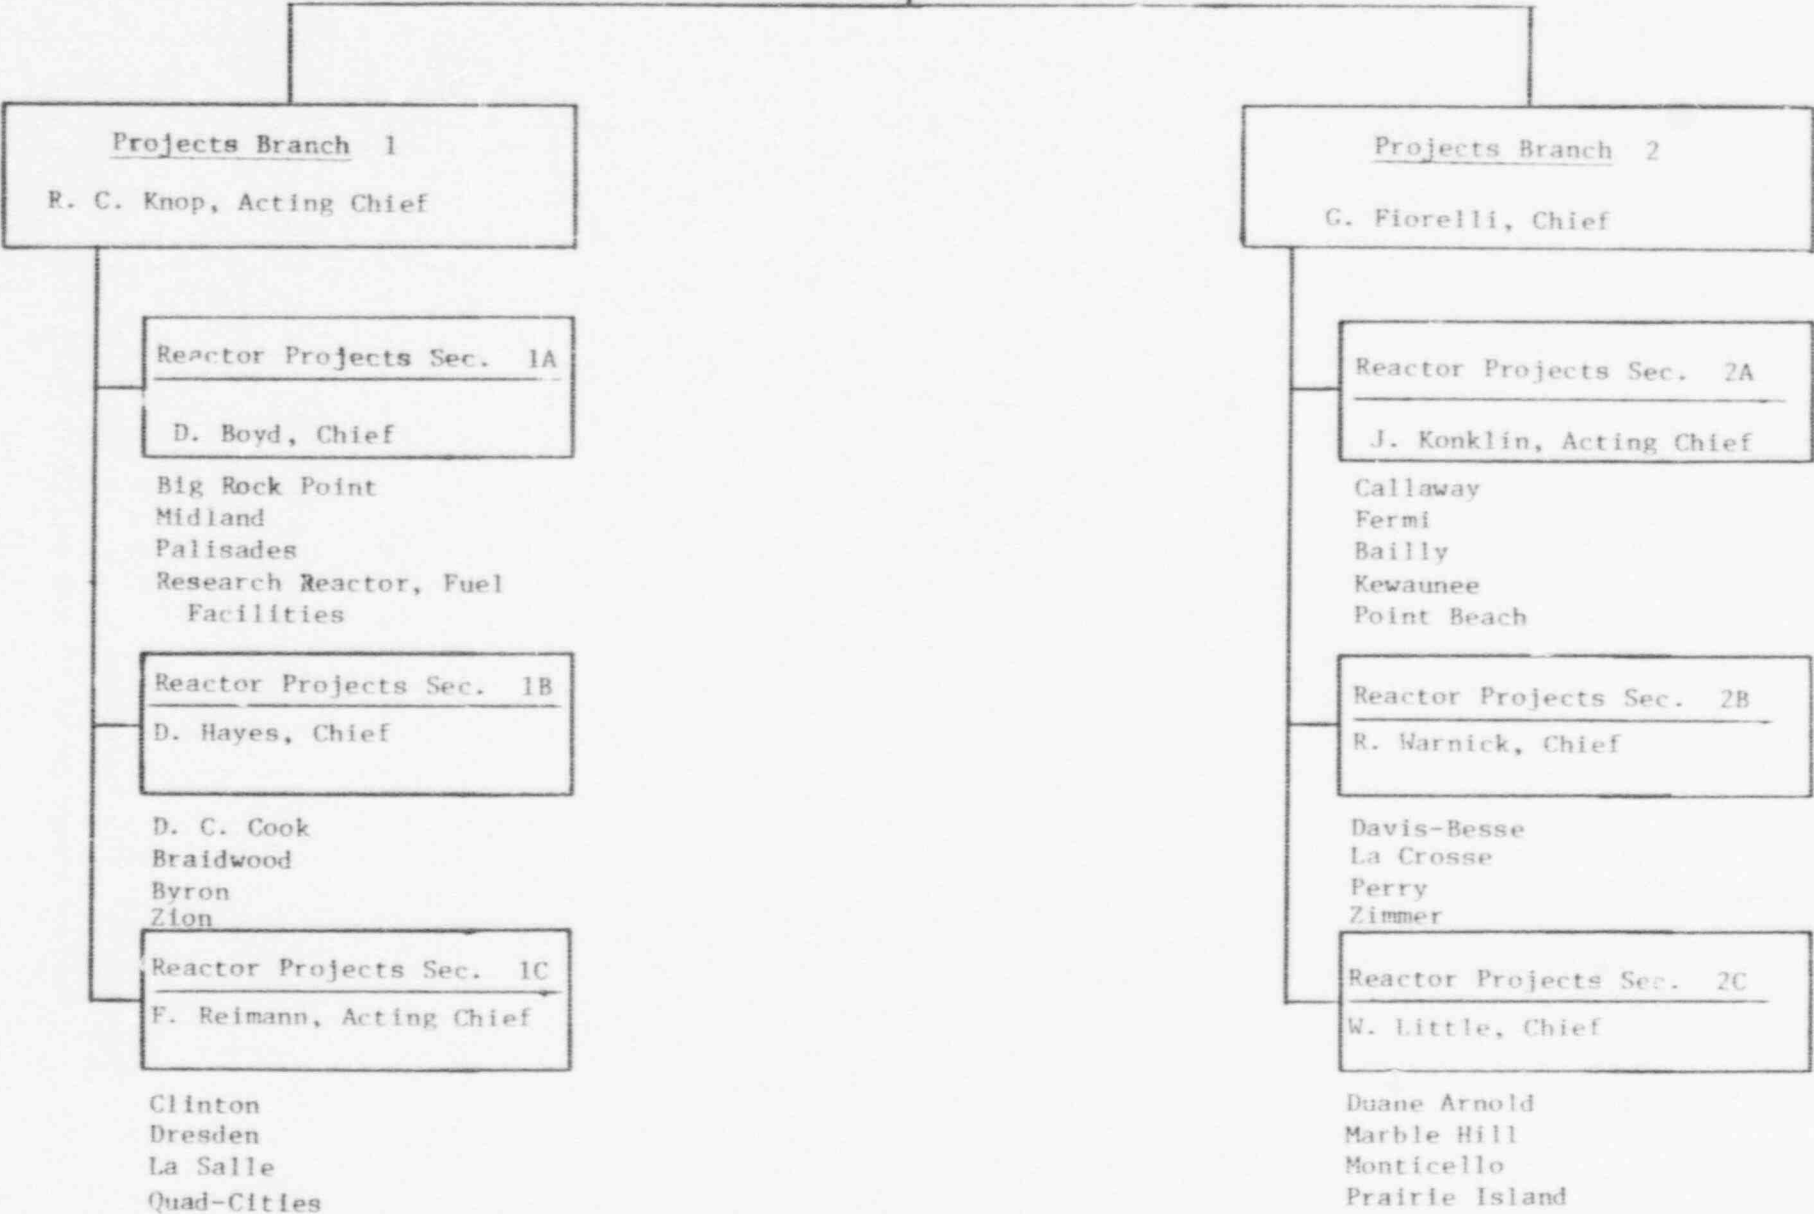 Projects Branch 1
R. C. Knop, Acting Chief
Reactor Projects Sec. 1A
D. Boyd, Chief
Big Rock Point
Midland
Palisades
Research Reactor, Fuel
Facilities
Reactor Projects Sec. 1B
D. Hayes, Chief
D. C. Cook
Braidwood
Byron
Zion
Reactor Projects Sec. 1C
F. Reimann, Acting Chief
Clinton
Dresden
La Salle
Quad-Cities
Projects Branch 2
G. Fiorelli, Chief
Reactor Projects Sec. 2A
J. Konklin, Acting Chief
Callaway
Fermi
Bailly
Kewaunee
Point Beach
Reactor Projects Sec. 2B
R. Warnick, Chief
Davis-Besse
La Crosse
Perry
Zimmer
Reactor Projects Sec. 2C
W. Little, Chief
Duane Arnold
Marble Hill
Monticello
Prairie Island